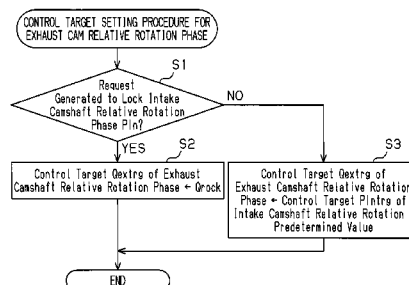 CONTROL TARGET SETTING PROCEDURE FOR
EXHAUST CAM RELATIVE ROTATION PHASE
S1
Request
Generated to Lock Intake
Camshaft Relative Rotation
Phase Pin?
NO
YES
S2
Control Target Qextrg of Exhaust
Camshaft Relative Rotation Phase ← Qrock
S3
Control Target Qextrg of
Exhaust Camshaft Relative Rotation
Phase ← Control Target PIntrg of
Intake Camshaft Relative Rotation -
Predetermined Value
END